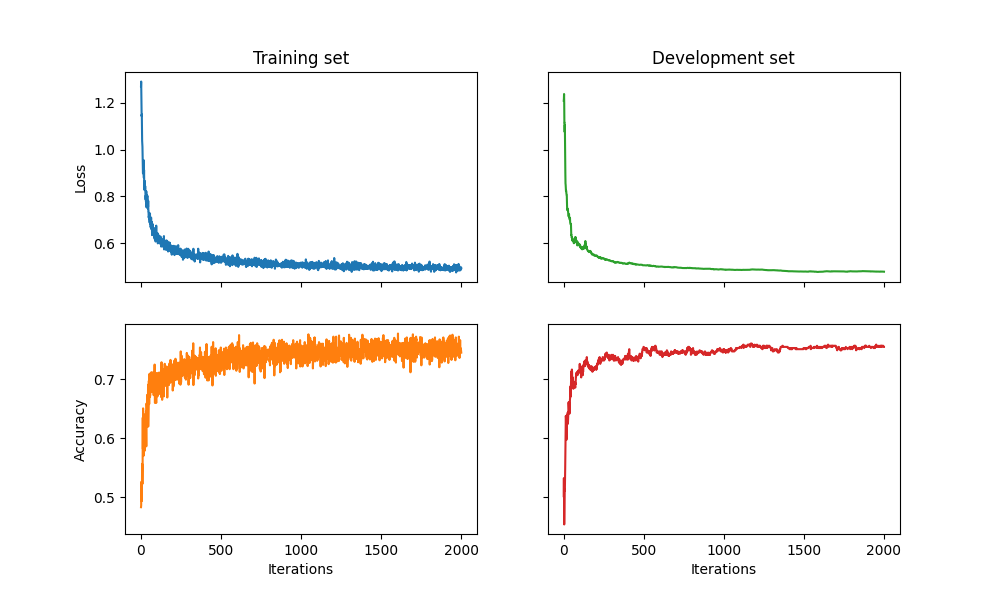 Training set
Development set
1.2
1.0
0.8
0.6
Loss
0.7
0.6
0.5
Accuracy
0 500 1000 1500 2000
Iterations
0 500 1000 1500 2000
Iterations